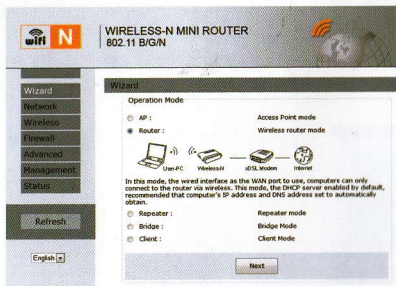 wifi N
WIRELESS-N MINI ROUTER
802.11 B/G/N
Wizard
Network
Wireless
Firewall
Advanced
Management
Status
Refresh
English
Wizard
Operation Mode
AP : Access Point mode
Router : Wireless router mode
User-PC Wireless-N xDSL Modem Internet
In this mode, the wired interface as the WAN port to use, computers can only
connect to the router via wireless. This mode, the DHCP server enabled by default,
recommended that computer's IP address and DNS address set to automatically
obtain.
Repeater : Repeater mode
Bridge : Bridge Mode
Client : Client Mode
Next